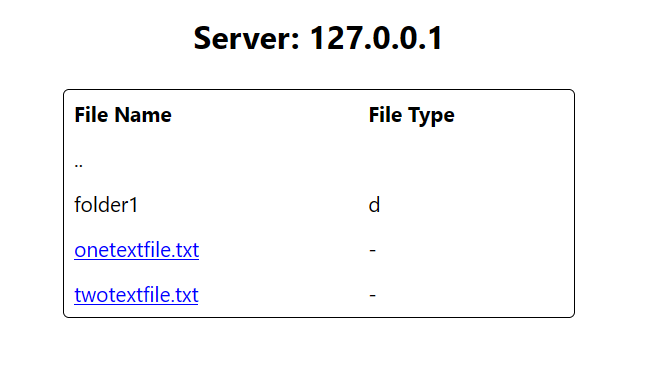 Server: 127.0.0.1
File Name File Type
..
folder1 d
onetextfile.txt -
twotextfile.txt -